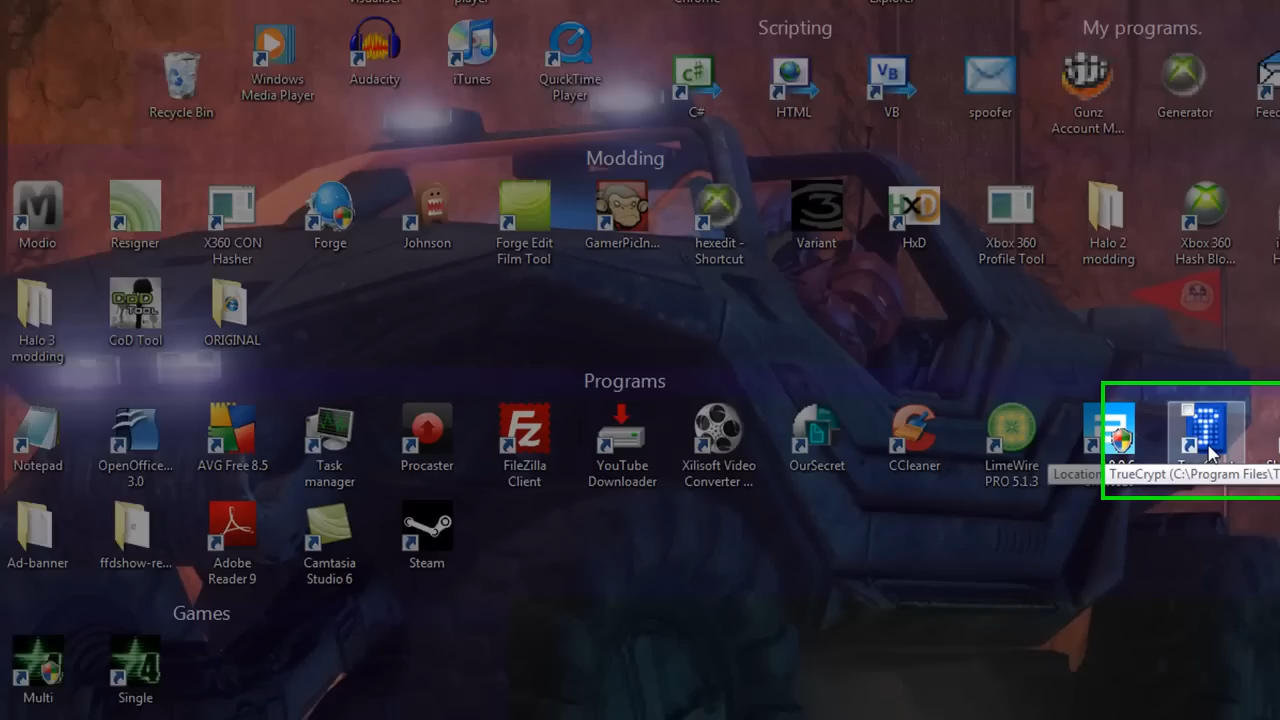 Scripting
My programs.
Windows
Media Player
Audacity
iTunes
QuickTime
Player
Recycle Bin
C#
HTML
VB
spoofer
Gunz
Account M...
Generator
Modding
Modio
Resigner
X360 CON
Hasher
Forge
Johnson
Forge Edit
Film Tool
GamerPicIn...
hexedit -
Shortcut
Variant
HxD
Xbox 360
Profile Tool
Halo 2
modding
Xbox 360
Hash Blo...
Halo 3
modding
CoD Tool
ORIGINAL
Programs
Notepad
OpenOffice...
3.0
AVG Free 8.5
Task
manager
Procaster
FileZilla
Client
YouTube
Downloader
Xilisoft Video
Converter ...
OurSecret
CCleaner
LimeWire
PRO 5.1.3
Location
TrueCrypt (C:\Program Files\T
Ad-banner
ffdshow-re...
Adobe
Reader 9
Camtasia
Studio 6
Steam
Games
Multi
Single